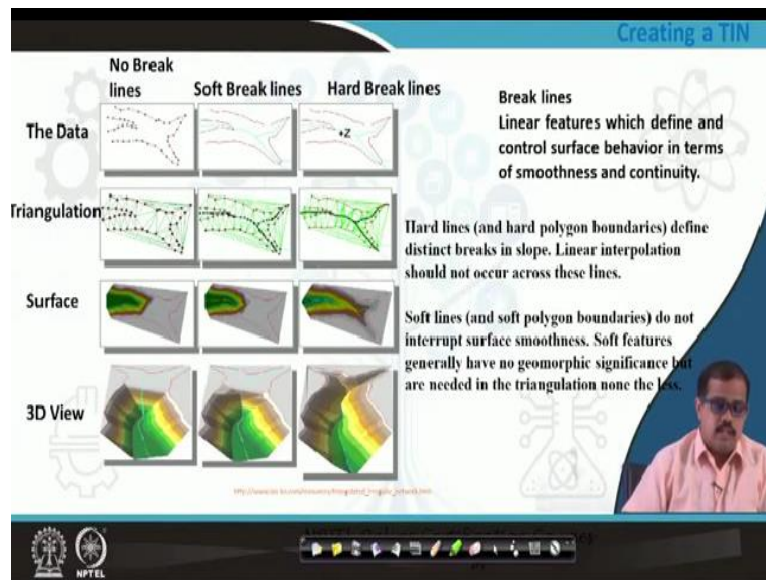 Creating a TIN
No Break
lines
Soft Break lines
Hard Break lines
The Data
+Z
Triangulation
Surface
3D View
Break lines
Linear features which define and
control surface behavior in terms
of smoothness and continuity.
Hard lines (and hard polygon boundaries) define
distinct breaks in slope. Linear interpolation
should not occur across these lines.
Soft lines (and soft polygon boundaries) do not
interrupt surface smoothness. Soft features
generally have no geomorphic significance but
are needed in the triangulation none the less.
NPTEL